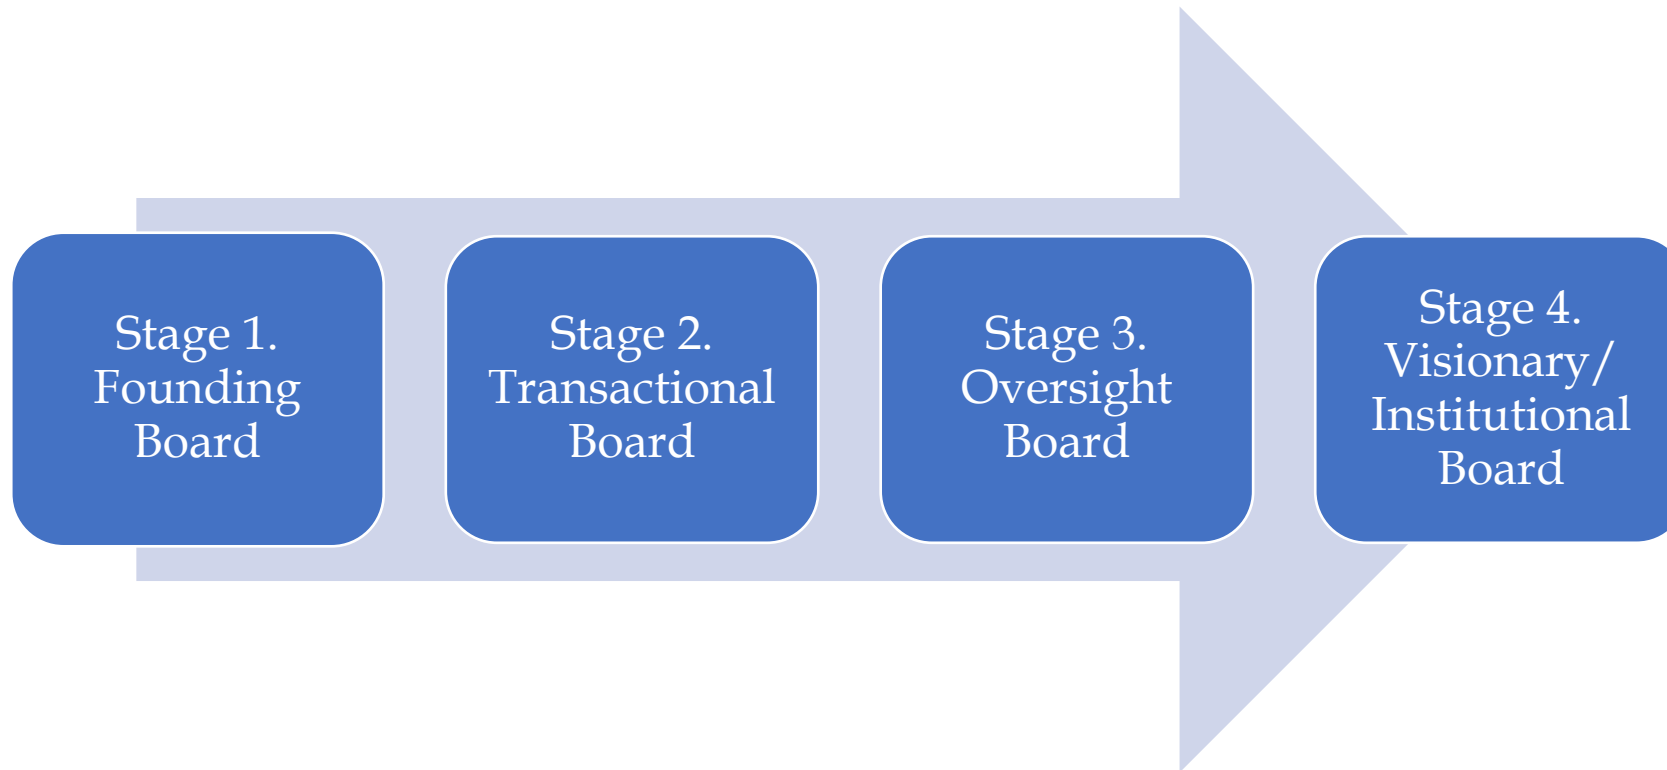 Stage 1.
Founding
Board
Stage 2.
Transactional
Board
Stage 3.
Oversight
Board
Stage 4.
Visionary/
Institutional
Board